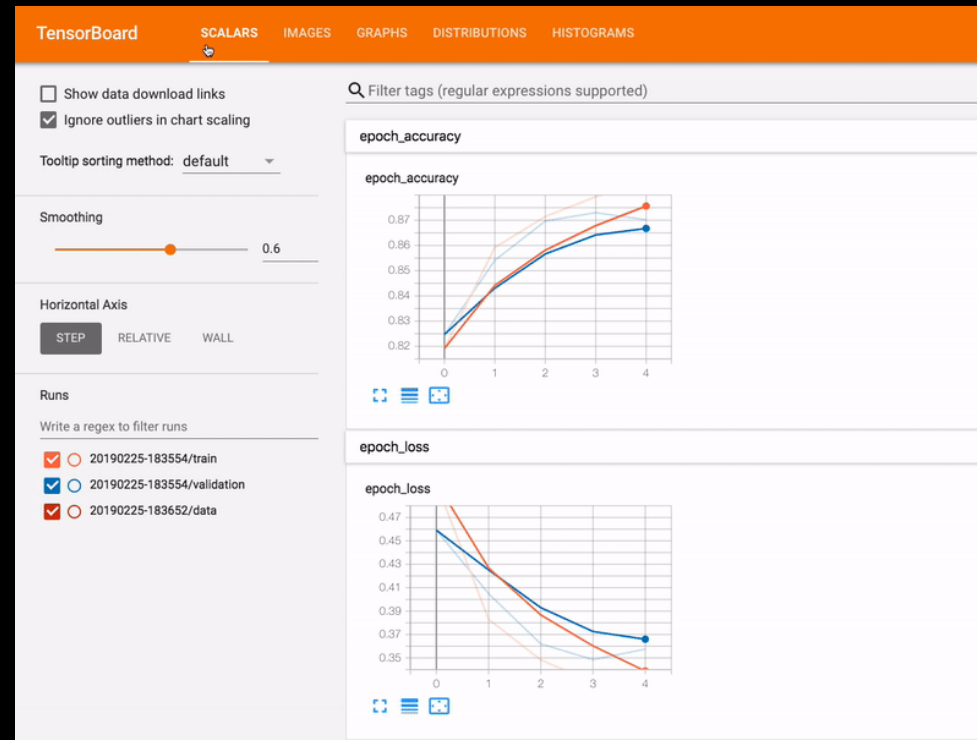 TensorBoard SCALARS IMAGES GRAPHS DISTRIBUTIONS HISTOGRAMS
Show data download links
Ignore outliers in chart scaling
Tooltip sorting method: default
Smoothing
0.6
Horizontal Axis
STEP RELATIVE WALL
Runs
Write a regex to filter runs
20190225-183554/train
20190225-183554/validation
20190225-183652/data
Filter tags (regular expressions supported)
epoch_accuracy
epoch_accuracy
0.87
0.86
0.85
0.84
0.83
0.82
0 1 2 3 4
epoch_loss
epoch_loss
0.47
0.45
0.43
0.41
0.39
0.37
0.35
0 1 2 3 4